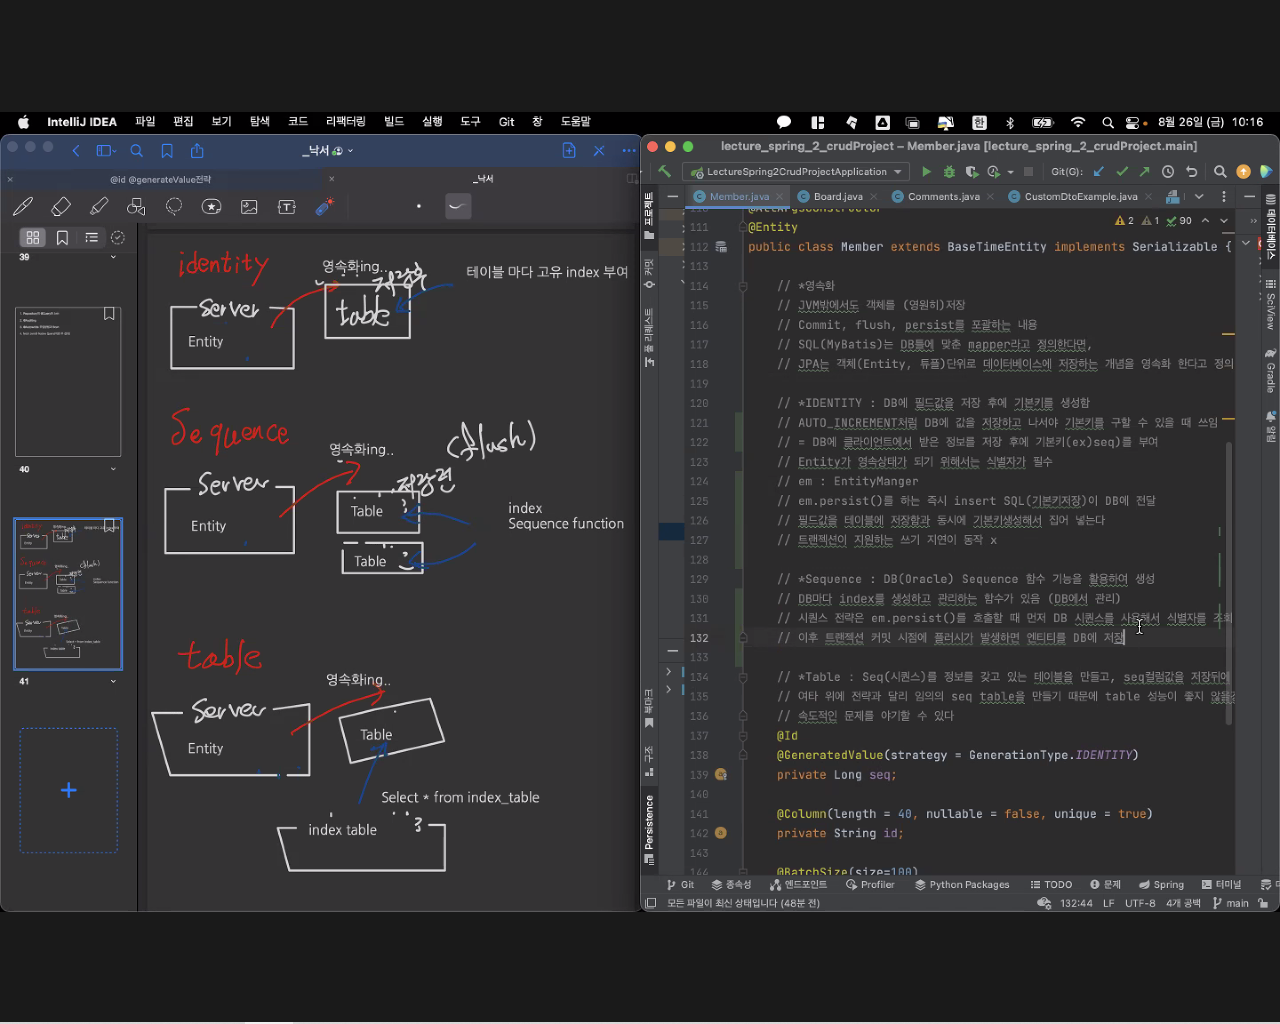 IntelliJ IDEA 파일 편집 보기 탐색 코드 리팩터링 빌드 실행 도구 Git 창 도움말
한 8월 26일 (금) 10:16
_낙서
@id @generateValue전략
_낙서
39
40
41
identity
영속화ing..
저장후
테이블 마다 고유 index 부여
Server
Entity
table
Sequence
영속화ing..
(flush)
저장전
Server
Entity
Table
Table
index
Sequence function
table
영속화ing..
Server
Entity
Table
Select * from index_table
index table
3
lecture_spring_2_crudProject – Member.java [lecture_spring_2_crudProject.main]
LectureSpring2CrudProjectApplication
Git(G):
Member.java
Board.java
Comments.java
CustomDtoExample.java
2 1 90
111 @Entity
112 public class Member extends BaseTimeEntity implements Serializable {
113
114 // *영속화
115 // JVM밖에서도 객체를 (영원히)저장
116 // Commit, flush, persist를 포괄하는 내용
117 // SQL(MyBatis)는 DB틀에 맞춘 mapper라고 정의한다면,
118 // JPA는 객체(Entity, 튜플)단위로 데이터베이스에 저장하는 개념을 영속화 한다고 정의
119
120 // *IDENTITY : DB에 필드값을 저장 후에 기본키를 생성함
121 // AUTO_INCREMENT처럼 DB에 값을 저장하고 나서야 기본키를 구할 수 있을 때 쓰임
122 // = DB에 클라이언트에서 받은 정보를 저장 후에 기본키(ex)seq)를 부여
123 // Entity가 영속상태가 되기 위해서는 식별자가 필수
124 // em : EntityManger
125 // em.persist()를 하는 즉시 insert SQL(기본키저장)이 DB에 전달
126 // 필드값을 테이블에 저장함과 동시에 기본키생성해서 집어 넣는다
127 // 트랜젝션이 지원하는 쓰기 지연이 동작 x
128
129 // *Sequence : DB(Oracle) Sequence 함수 기능을 활용하여 생성
130 // DB마다 index를 생성하고 관리하는 함수가 있음 (DB에서 관리)
131 // 시퀀스 전략은 em.persist()를 호출할 때 먼저 DB 시퀀스를 사용해서 식별자를 조회
132 // 이후 트랜젝션 커밋 시점에 플러시가 발생하면 엔티티를 DB에 저장
133
134 // *Table : Seq(시퀀스)를 정보를 갖고 있는 테이블을 만들고, seq컬럼값을 저장뒤에
135 // 여타 위에 전략과 달리 임의의 seq table을 만들기 때문에 table 성능이 좋지 않을
136 // 속도적인 문제를 야기할 수 있다
137 @Id
138 @GeneratedValue(strategy = GenerationType.IDENTITY)
139 private Long seq;
140
141 @Column(length = 40, nullable = false, unique = true)
142 private String id;
143
144 @BatchSize(size=100)
프로젝트
커밋
풀 리퀘스트
북마크
구조
Persistence
데이터베이스
SciView
Gradle
알림
Git 종속성 엔드포인트 Profiler Python Packages TODO 문제 Spring 터미널
모든 파일이 최신 상태입니다 (48분 전)
132:44 LF UTF-8 4개 공백 main